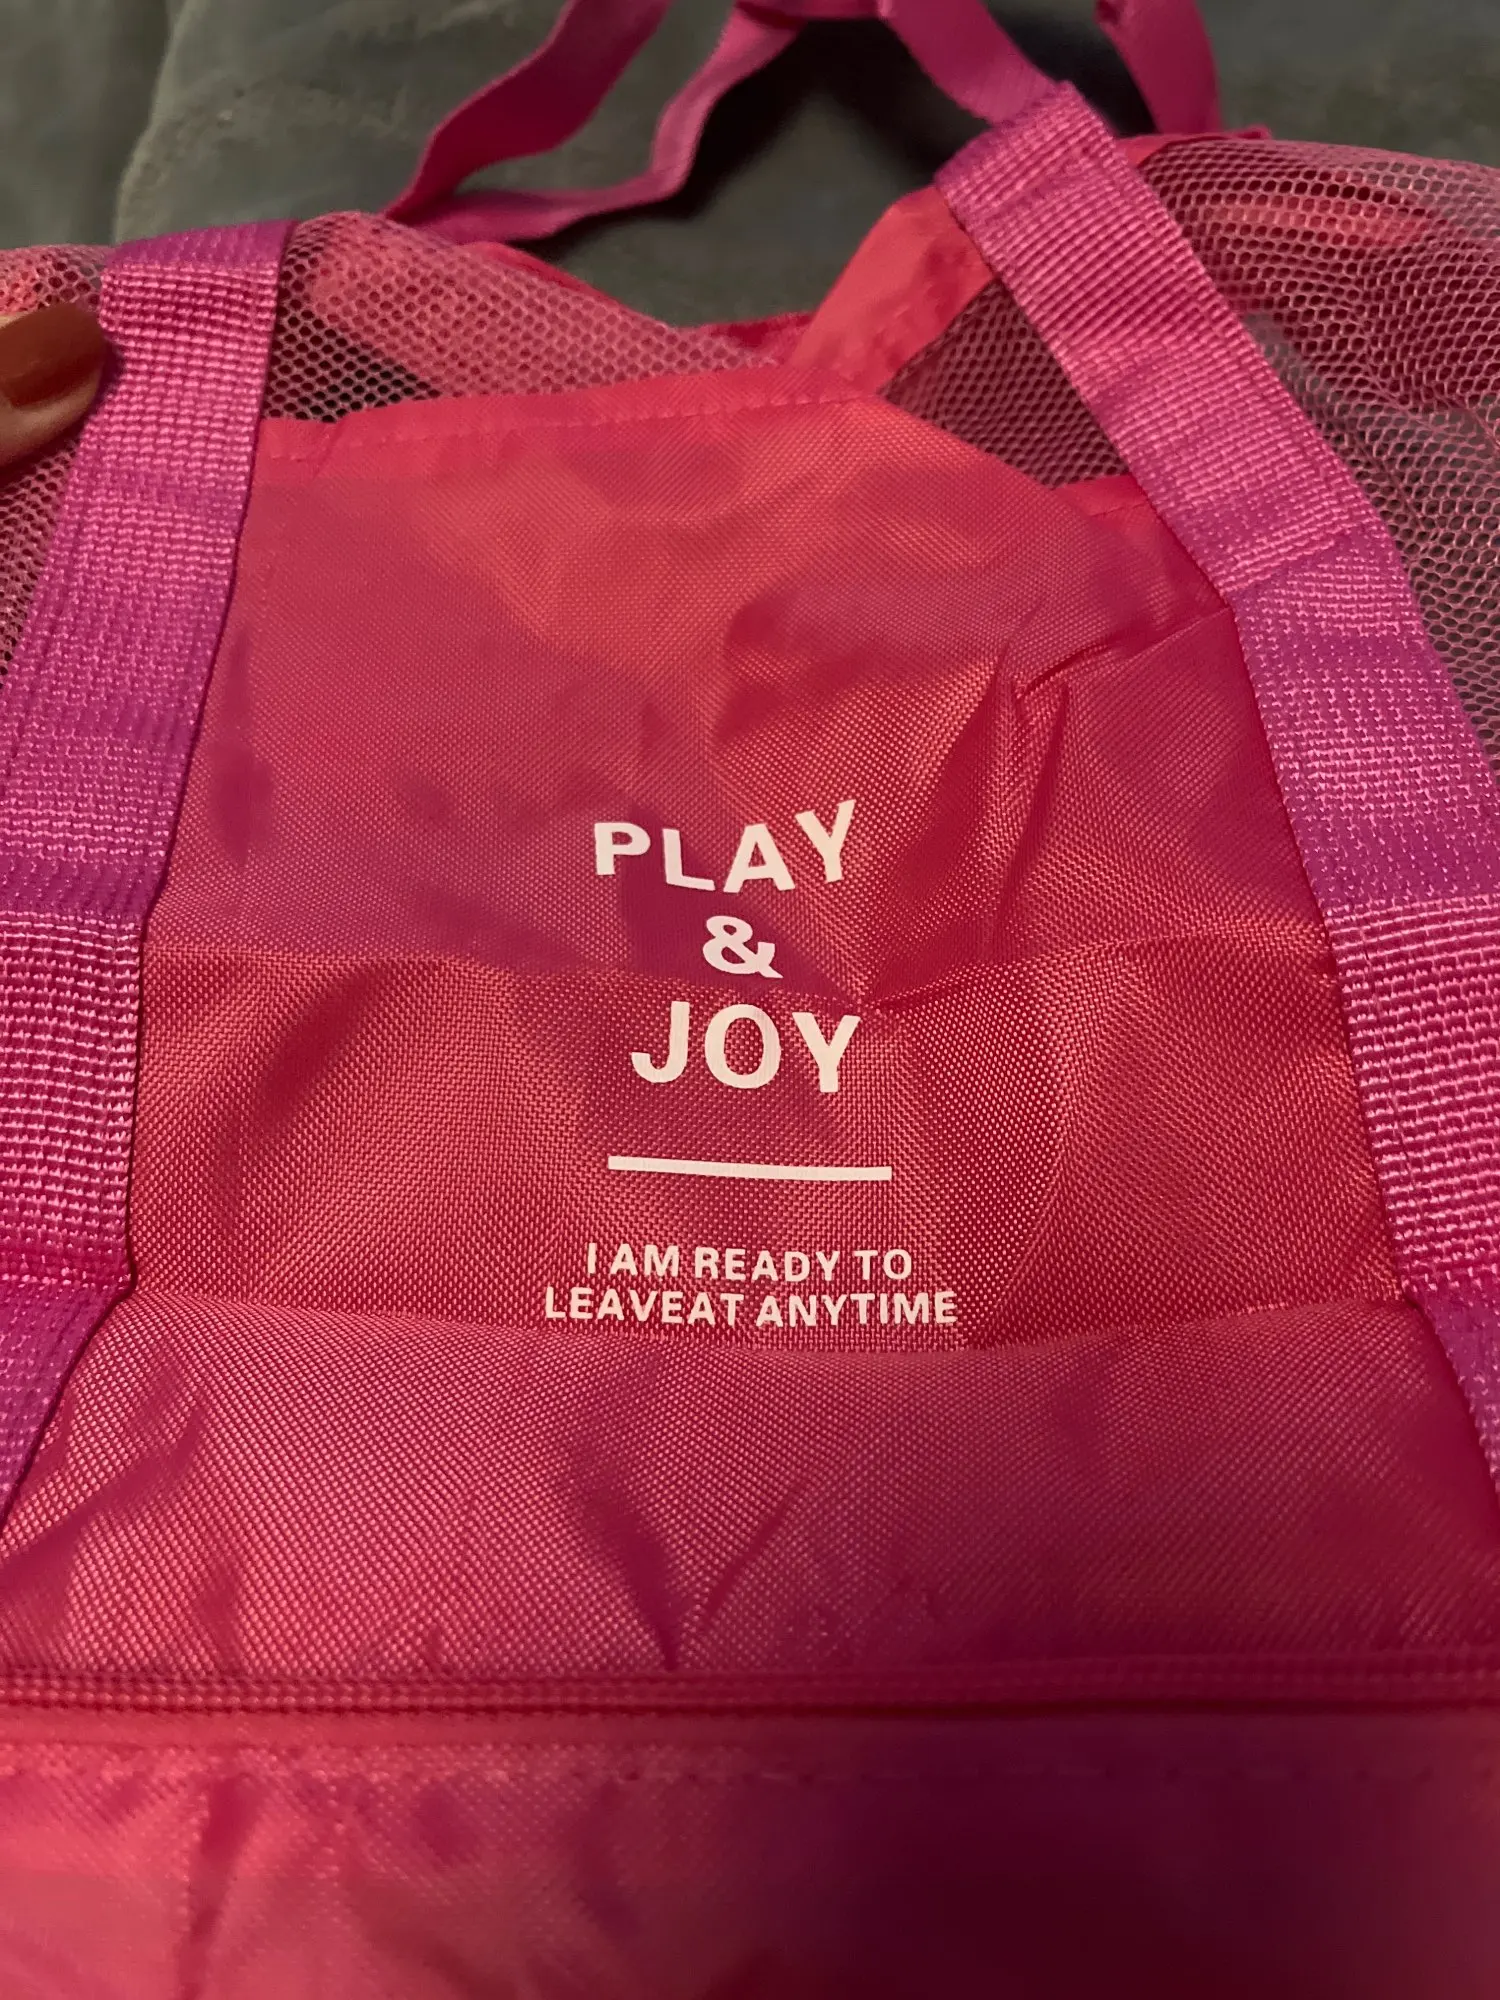 PLAY
&
JOY
I AM READY TO
LEAVEAT ANYTIME